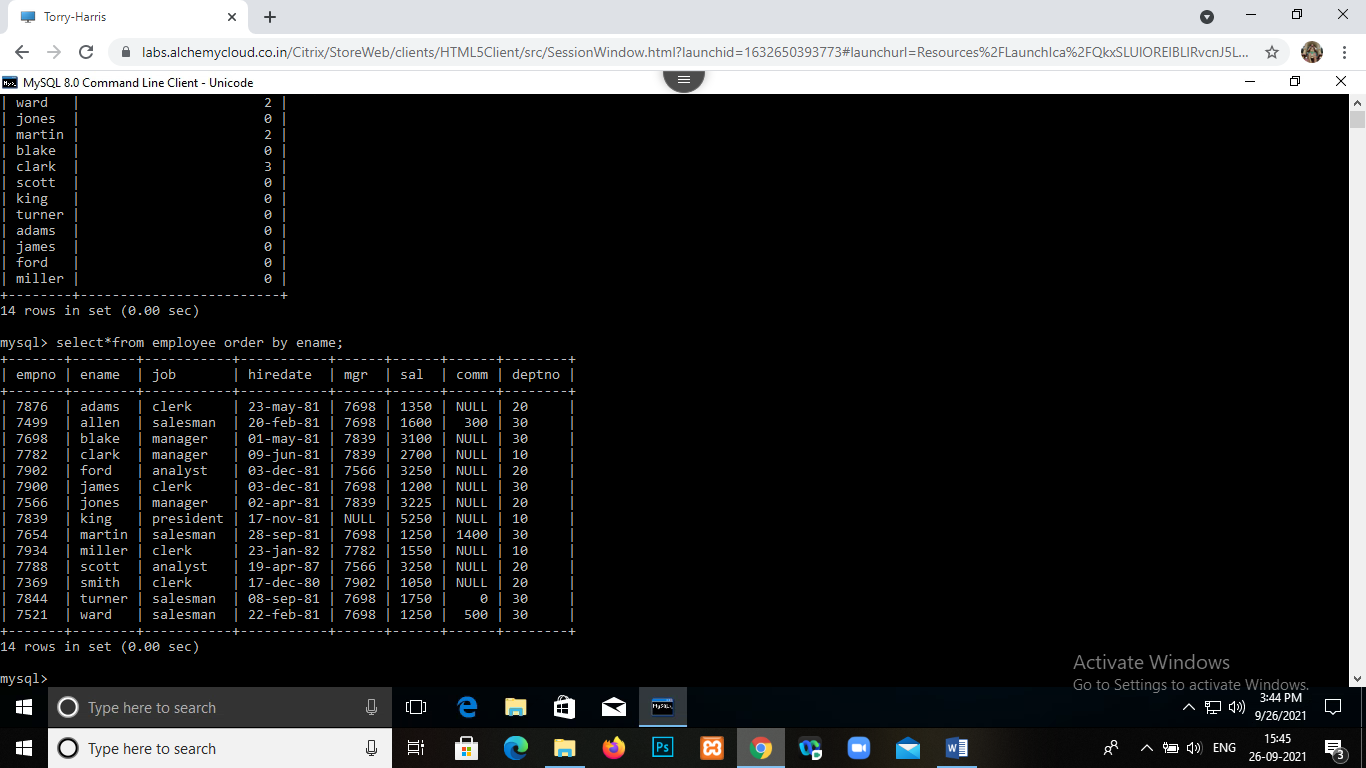 Torry-Harris
labs.alchemycloud.co.in/Citrix/StoreWeb/clients/HTML5Client/src/SessionWindow.html?launchid=1632650393773#launchurl=Resources%2FLaunchIca%2FQkxSLUlOREIBLlRvcnJ5L...
MySQL 8.0 Command Line Client - Unicode
| ward   |                       2 |
| jones  |                       0 |
| martin |                       2 |
| blake  |                       0 |
| clark  |                       3 |
| scott  |                       0 |
| king   |                       0 |
| turner |                       0 |
| adams  |                       0 |
| james  |                       0 |
| ford   |                       0 |
| miller |                       0 |
+--------+-------------------------+
14 rows in set (0.00 sec)
mysql> select*from employee order by ename;
+-------+--------+-----------+-----------+------+------+------+--------+
| empno | ename  | job       | hiredate  | mgr  | sal  | comm | deptno |
+-------+--------+-----------+-----------+------+------+------+--------+
| 7876  | adams  | clerk     | 23-may-81 | 7698 | 1350 | NULL | 20     |
| 7499  | allen  | salesman  | 20-feb-81 | 7698 | 1600 |  300 | 30     |
| 7698  | blake  | manager   | 01-may-81 | 7839 | 3100 | NULL | 30     |
| 7782  | clark  | manager   | 09-jun-81 | 7839 | 2700 | NULL | 10     |
| 7902  | ford   | analyst   | 03-dec-81 | 7566 | 3250 | NULL | 20     |
| 7900  | james  | clerk     | 03-dec-81 | 7698 | 1200 | NULL | 30     |
| 7566  | jones  | manager   | 02-apr-81 | 7839 | 3225 | NULL | 20     |
| 7839  | king   | president | 17-nov-81 | NULL | 5250 | NULL | 10     |
| 7654  | martin | salesman  | 28-sep-81 | 7698 | 1250 | 1400 | 30     |
| 7934  | miller | clerk     | 23-jan-82 | 7782 | 1550 | NULL | 10     |
| 7788  | scott  | analyst   | 19-apr-87 | 7566 | 3250 | NULL | 20     |
| 7369  | smith  | clerk     | 17-dec-80 | 7902 | 1050 | NULL | 20     |
| 7844  | turner | salesman  | 08-sep-81 | 7698 | 1750 |    0 | 30     |
| 7521  | ward   | salesman  | 22-feb-81 | 7698 | 1250 |  500 | 30     |
+-------+--------+-----------+-----------+------+------+------+--------+
14 rows in set (0.00 sec)
mysql>
Activate Windows
Go to Settings to activate Windows.
Type here to search
MySQL
3:44 PM
9/26/2021
Type here to search
Ps
ENG
15:45
26-09-2021
3